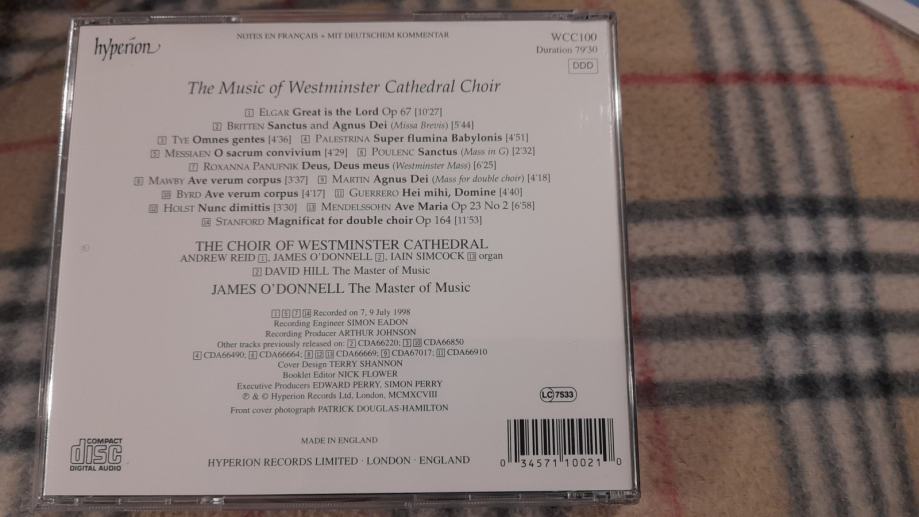 hyperion
NOTES EN FRANÇAIS + MIT DEUTSCHEM KOMMENTAR
WCC100
Duration 79'30
DDD
The Music of Westminster Cathedral Choir
1 ELGAR Great is the Lord Op 67 [10'27]
2 BRITTEN Sanctus and Agnus Dei (Missa Brevis) [5'44]
3 TYE Omnes gentes [4'36] 4 PALESTRINA Super flumina Babylonis [4'51]
5 MESSIAEN O sacrum convivium [4'29] 6 POULENC Sanctus (Mass in G) [2'32]
7 ROXANNA PANUFNIK Deus, Deus meus (Westminster Mass) [6'25]
8 MAWBY Ave verum corpus [3'37] 9 MARTIN Agnus Dei (Mass for double choir) [4'18]
10 BYRD Ave verum corpus [4'17] 11 GUERRERO Hei mihi, Domine [4'40]
12 HOLST Nunc dimittis [3'30] 13 MENDELSSOHN Ave Maria Op 23 No 2 [6'58]
14 STANFORD Magnificat for double choir Op 164 [11'53]
THE CHOIR OF WESTMINSTER CATHEDRAL
ANDREW REID 1, JAMES O'DONNELL 2, IAIN SIMCOCK 13 organ
2 DAVID HILL The Master of Music
JAMES O'DONNELL The Master of Music
1 5 7 14 Recorded on 7, 9 July 1998
Recording Engineer SIMON EADON
Recording Producer ARTHUR JOHNSON
Other tracks previously released on: 2 CDA66220; 3 10 CDA66850
4 CDA66490; 6 CDA66664; 8 12 13 CDA66669; 9 CDA67017; 11 CDA66910
Cover Design TERRY SHANNON
Booklet Editor NICK FLOWER
Executive Producers EDWARD PERRY, SIMON PERRY
℗ & © Hyperion Records Ltd, London, MCMXCVIII
Front cover photograph PATRICK DOUGLAS-HAMILTON
LC 7533
COMPACT
disc
DIGITAL AUDIO
MADE IN ENGLAND
HYPERION RECORDS LIMITED · LONDON · ENGLAND
0 34571 10021 0